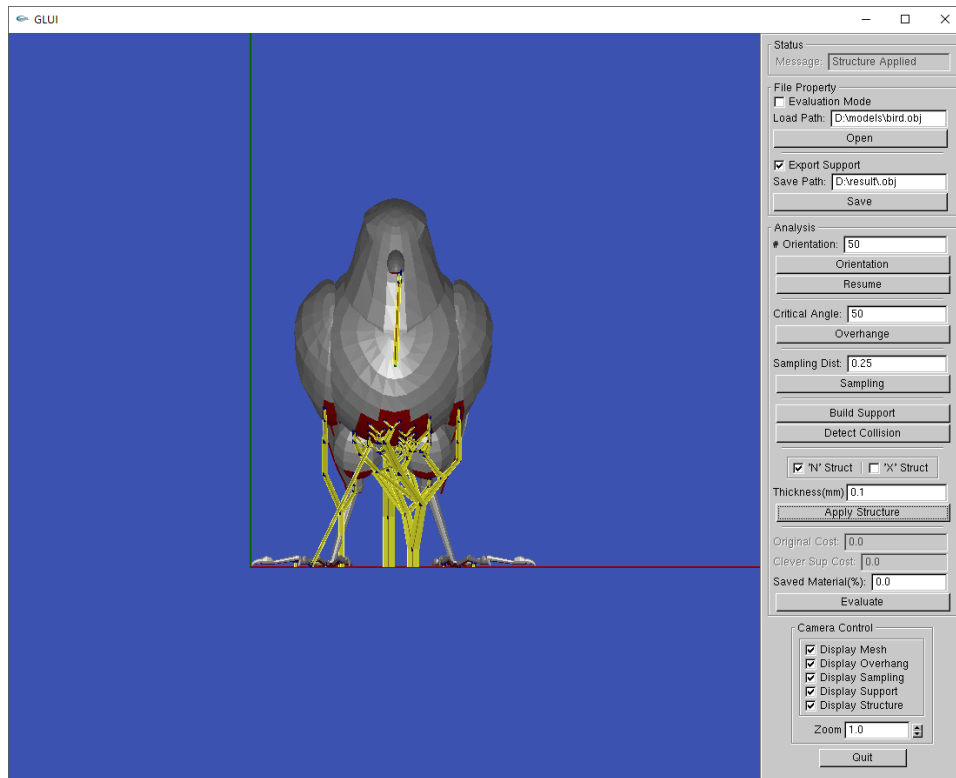 GLUI
Status
Message: Structure Applied
File Property
Evaluation Mode
Load Path: D:\models\bird.obj
Open
Export Support
Save Path: D:\result\.obj
Save
Analysis
# Orientation: 50
Orientation
Resume
Critical Angle: 50
Overhange
Sampling Dist: 0.25
Sampling
Build Support
Detect Collision
'N' Struct 'X' Struct
Thickness(mm) 0.1
Apply Structure
Original Cost: 0.0
Clever Sup Cost: 0.0
Saved Material(%): 0.0
Evaluate
Camera Control
Display Mesh
Display Overhang
Display Sampling
Display Support
Display Structure
Zoom 1.0
Quit